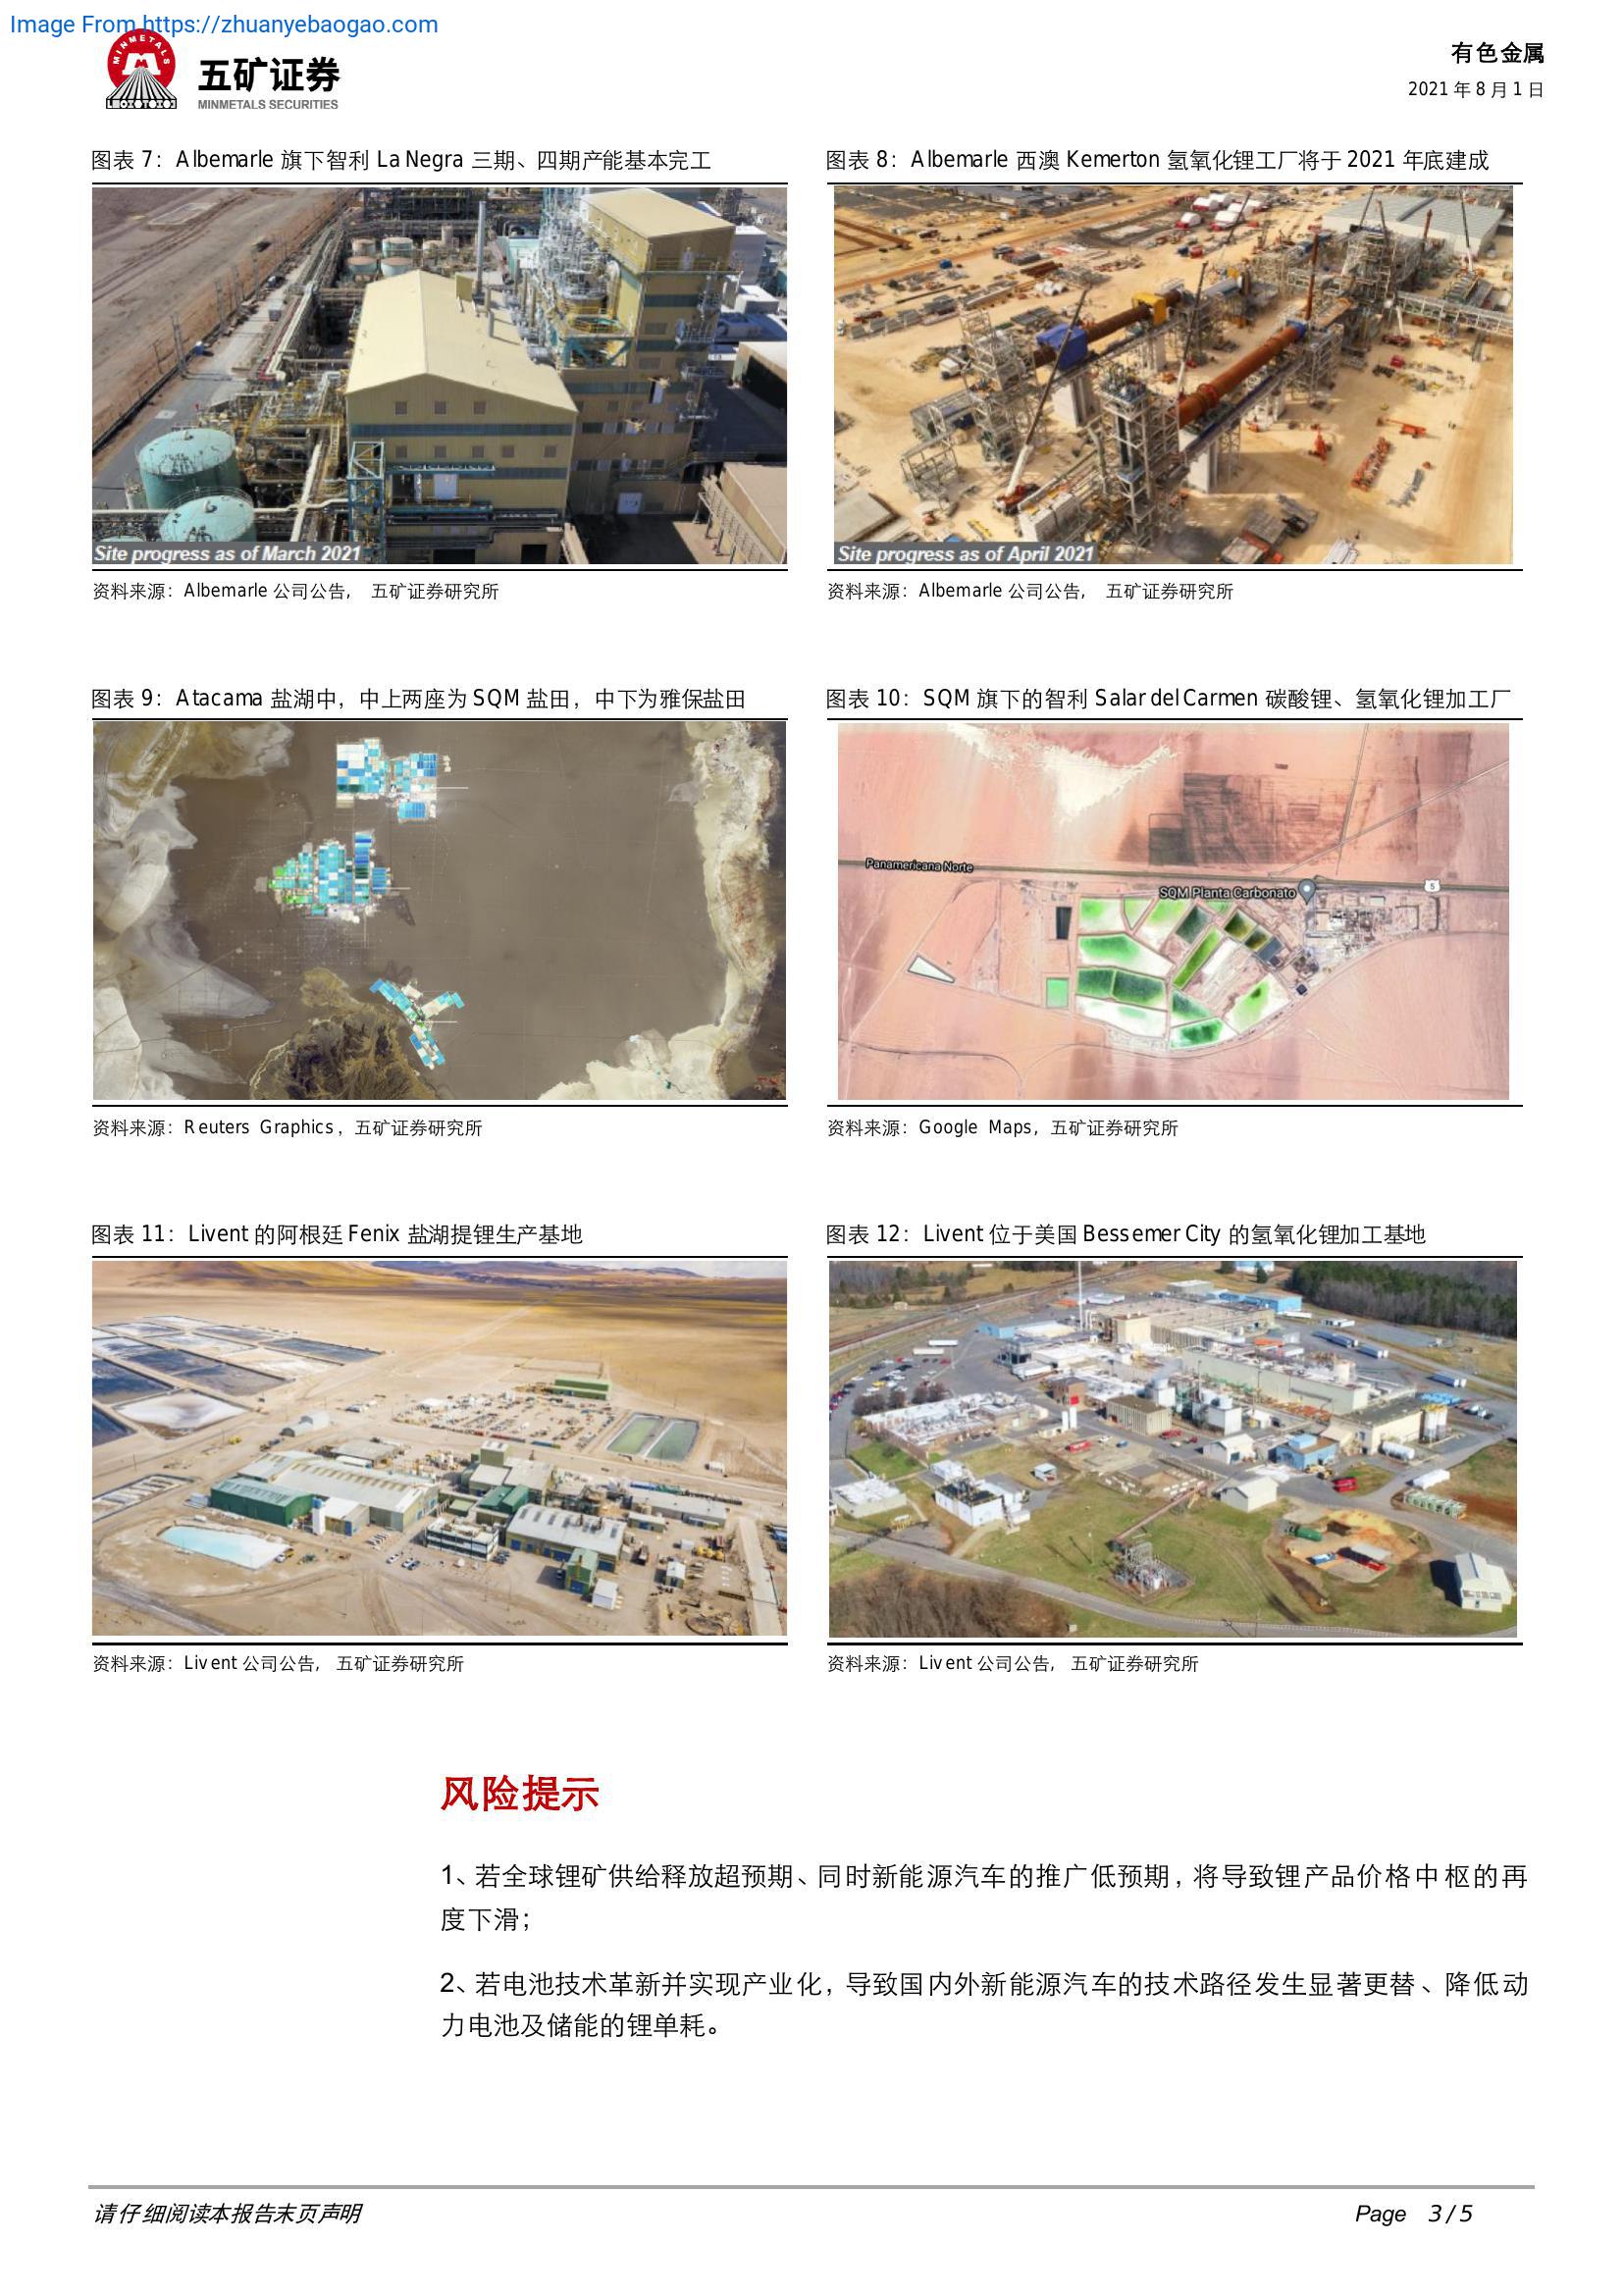 Image From https://zhuanyebaogao.com
MINMETALS
五矿证券
MINMETALS SECURITIES
有色金属
2021 年 8 月 1 日
图表 7：Albemarle 旗下智利 La Negra 三期、四期产能基本完工
图表 8：Albemarle 西澳 Kemerton 氢氧化锂工厂将于 2021 年底建成
Site progress as of March 2021
Site progress as of April 2021
资料来源：Albemarle 公司公告，五矿证券研究所
资料来源：Albemarle 公司公告，五矿证券研究所
图表 9：Atacama 盐湖中，中上两座为 SQM 盐田，中下为雅保盐田
图表 10：SQM 旗下的智利 Salar del Carmen 碳酸锂、氢氧化锂加工厂
Panamericana Norte
5
SQM Planta Carbonato
资料来源：Reuters Graphics，五矿证券研究所
资料来源：Google Maps，五矿证券研究所
图表 11：Livent 的阿根廷 Fenix 盐湖提锂生产基地
图表 12：Livent 位于美国 Bessemer City 的氢氧化锂加工基地
资料来源：Livent 公司公告，五矿证券研究所
资料来源：Livent 公司公告，五矿证券研究所
风险提示
1、若全球锂矿供给释放超预期、同时新能源汽车的推广低预期，将导致锂产品价格中枢的再
度下滑；
2、若电池技术革新并实现产业化，导致国内外新能源汽车的技术路径发生显著更替、降低动
力电池及储能的锂单耗。
请仔细阅读本报告末页声明
Page 3 / 5